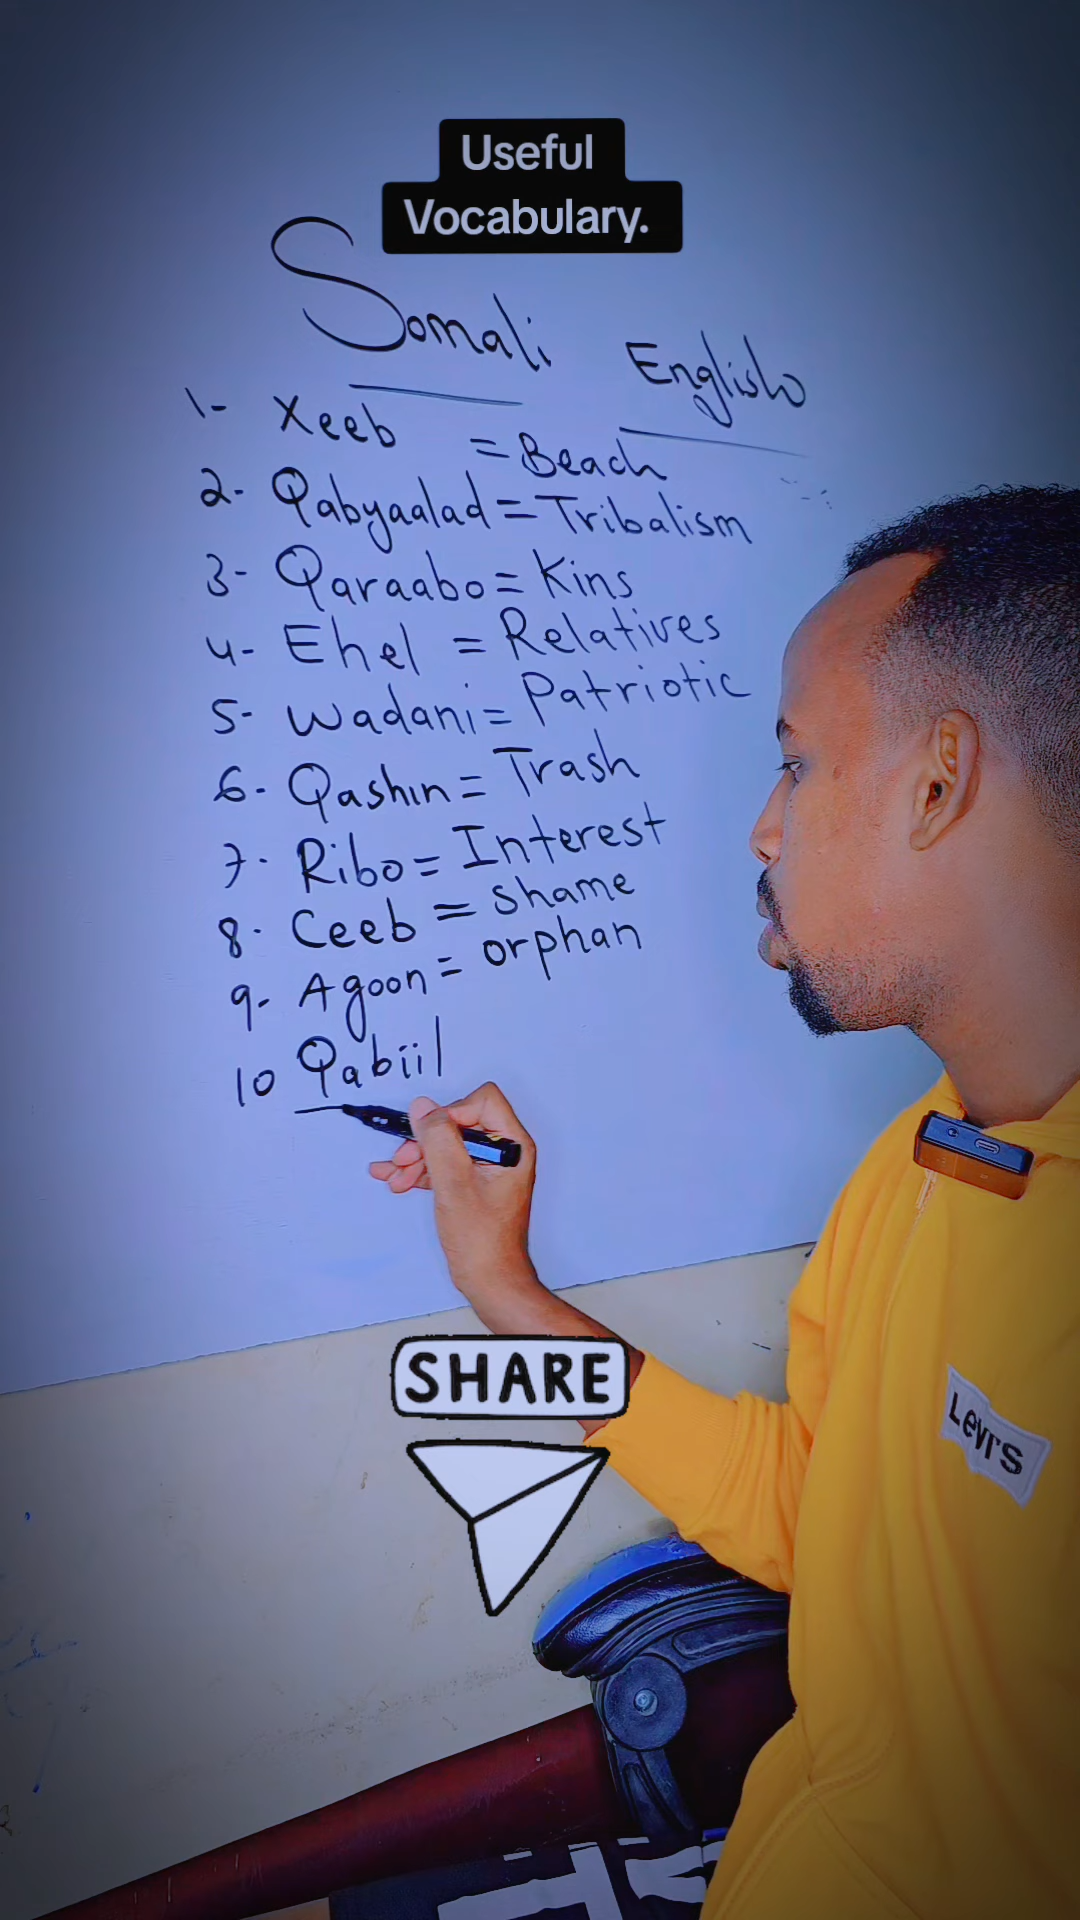 Useful
Vocabulary.
Somali English
1- Xeeb = Beach
2- Qabyaalad = Tribalism
3- Qaraabo = Kins
4- Ehel = Relatives
5- Wadani = Patriotic
6- Qashin = Trash
7- Ribo = Interest
8- Ceeb = Shame
9- Agoon = orphan
10 Qabiil
SHARE
Levi's